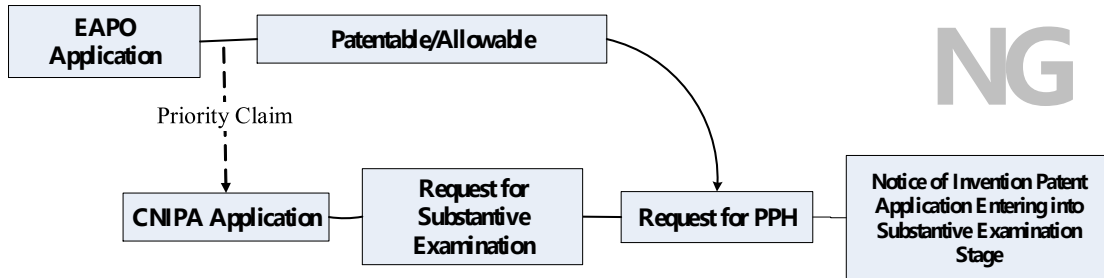 EAPO
Application
Patentable/Allowable
NG
Priority Claim
CNIPA Application
Request for
Substantive
Examination
Request for PPH
Notice of Invention Patent
Application Entering into
Substantive Examination
Stage